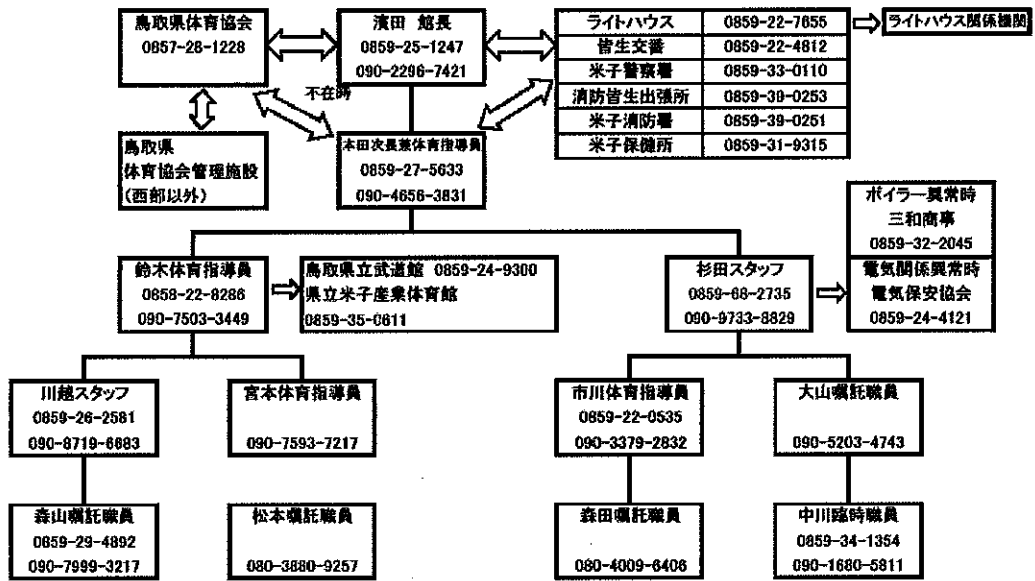 鳥取県体育協会
0857-28-1228
濱田 館長
0859-25-1247
090-2296-7421
ライトハウス 0859-22-7655
皆生交番 0859-22-4812
米子警察署 0859-33-0110
消防皆生出張所 0859-39-0253
米子消防署 0859-39-0251
米子保健所 0859-31-9315
ライトハウス関係機関
不在時
鳥取県
体育協会管理施設
(西部以外)
本田次長兼体育指導員
0859-27-5633
090-4656-3831
ボイラー異常時
三和商事
0859-32-2045
電気関係異常時
電気保安協会
0859-24-4121
鈴木体育指導員
0858-22-8286
090-7503-3449
鳥取県立武道館 0859-24-9300
県立米子産業体育館
0859-35-0611
杉田スタッフ
0859-68-2735
090-9733-8829
川越スタッフ
0859-26-2581
090-8719-6683
宮本体育指導員
090-7593-7217
市川体育指導員
0859-22-0535
090-3379-2832
大山嘱託職員
090-5203-4743
森山嘱託職員
0859-29-4892
090-7999-3217
松本嘱託職員
080-3880-9257
森田嘱託職員
080-4009-6406
中川臨時職員
0859-34-1354
090-1680-5811